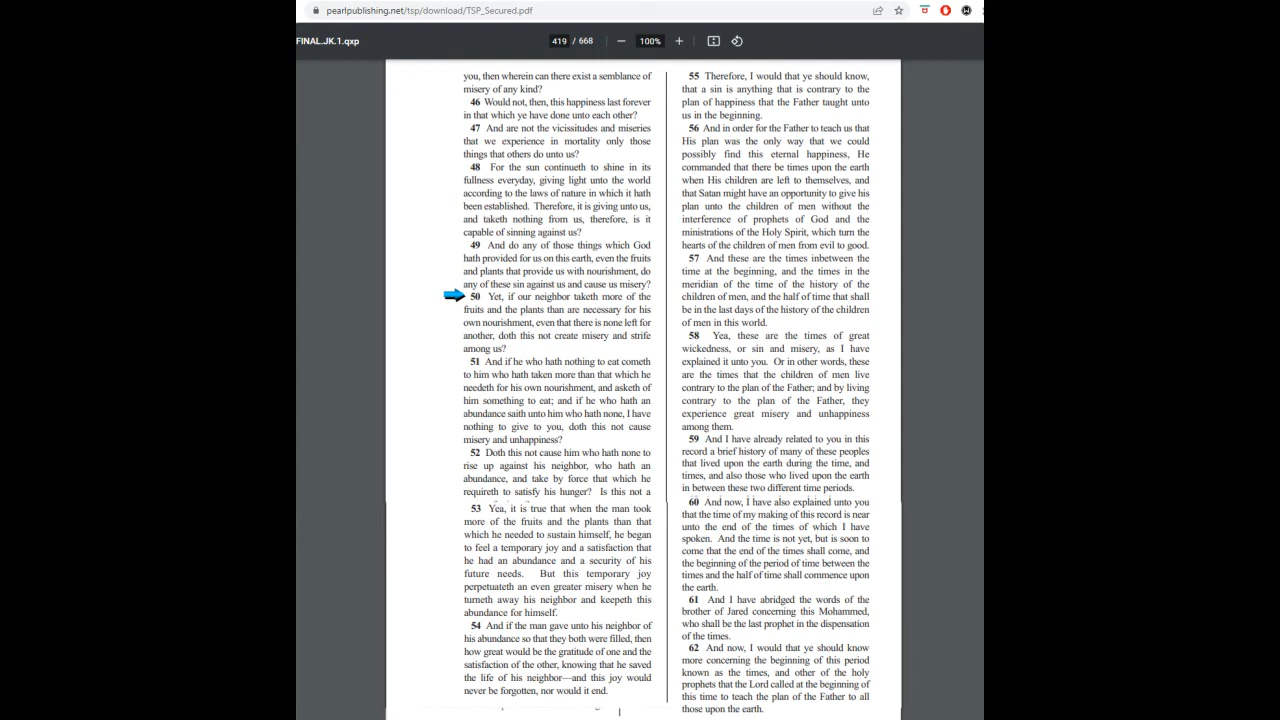 pearlpublishing.net/tsp/download/TSP_Secured.pdf
FINAL.JK.1.qxp
419 / 668
100%
you, then wherein can there exist a semblance of
misery of any kind?
46 Would not, then, this happiness last forever
in that which ye have done unto each other?
47 And are not the vicissitudes and miseries
that we experience in mortality only those
things that others do unto us?
48 For the sun continueth to shine in its
fullness everyday, giving light unto the world
according to the laws of nature in which it hath
been established. Therefore, it is giving unto us,
and taketh nothing from us, therefore, is it
capable of sinning against us?
49 And do any of those things which God
hath provided for us on this earth, even the fruits
and plants that provide us with nourishment, do
any of these sin against us and cause us misery?
50 Yet, if our neighbor taketh more of the
fruits and the plants than are necessary for his
own nourishment, even that there is none left for
another, doth this not create misery and strife
among us?
51 And if he who hath nothing to eat cometh
to him who hath taken more than that which he
needeth for his own nourishment, and asketh of
him something to eat; and if he who hath an
abundance saith unto him who hath none, I have
nothing to give to you, doth this not cause
misery and unhappiness?
52 Doth this not cause him who hath none to
rise up against his neighbor, who hath an
abundance, and take by force that which he
requireth to satisfy his hunger? Is this not a
53 Yea, it is true that when the man took
more of the fruits and the plants than that
which he needed to sustain himself, he began
to feel a temporary joy and a satisfaction that
he had an abundance and a security of his
future needs. But this temporary joy
perpetuateth an even greater misery when he
turneth away his neighbor and keepeth this
abundance for himself.
54 And if the man gave unto his neighbor of
his abundance so that they both were filled, then
how great would be the gratitude of one and the
satisfaction of the other, knowing that he saved
the life of his neighbor—and this joy would
never be forgotten, nor would it end.
55 Therefore, I would that ye should know,
that a sin is anything that is contrary to the
plan of happiness that the Father taught unto
us in the beginning.
56 And in order for the Father to teach us that
His plan was the only way that we could
possibly find this eternal happiness, He
commanded that there be times upon the earth
when His children are left to themselves, and
that Satan might have an opportunity to give his
plan unto the children of men without the
interference of prophets of God and the
ministrations of the Holy Spirit, which turn the
hearts of the children of men from evil to good.
57 And these are the times inbetween the
time at the beginning, and the times in the
meridian of the time of the history of the
children of men, and the half of time that shall
be in the last days of the history of the children
of men in this world.
58 Yea, these are the times of great
wickedness, or sin and misery, as I have
explained it unto you. Or in other words, these
are the times that the children of men live
contrary to the plan of the Father; and by living
contrary to the plan of the Father, they
experience great misery and unhappiness
among them.
59 And I have already related to you in this
record a brief history of many of these peoples
that lived upon the earth during the time, and
times, and also those who lived upon the earth
in between these two different time periods.
60 And now, I have also explained unto you
that the time of my making of this record is near
unto the end of the times of which I have
spoken. And the time is not yet, but is soon to
come that the end of the times shall come, and
the beginning of the period of time between the
times and the half of time shall commence upon
the earth.
61 And I have abridged the words of the
brother of Jared concerning this Mohammed,
who shall be the last prophet in the dispensation
of the times.
62 And now, I would that ye should know
more concerning the beginning of this period
known as the times, and other of the holy
prophets that the Lord called at the beginning of
this time to teach the plan of the Father to all
those upon the earth.